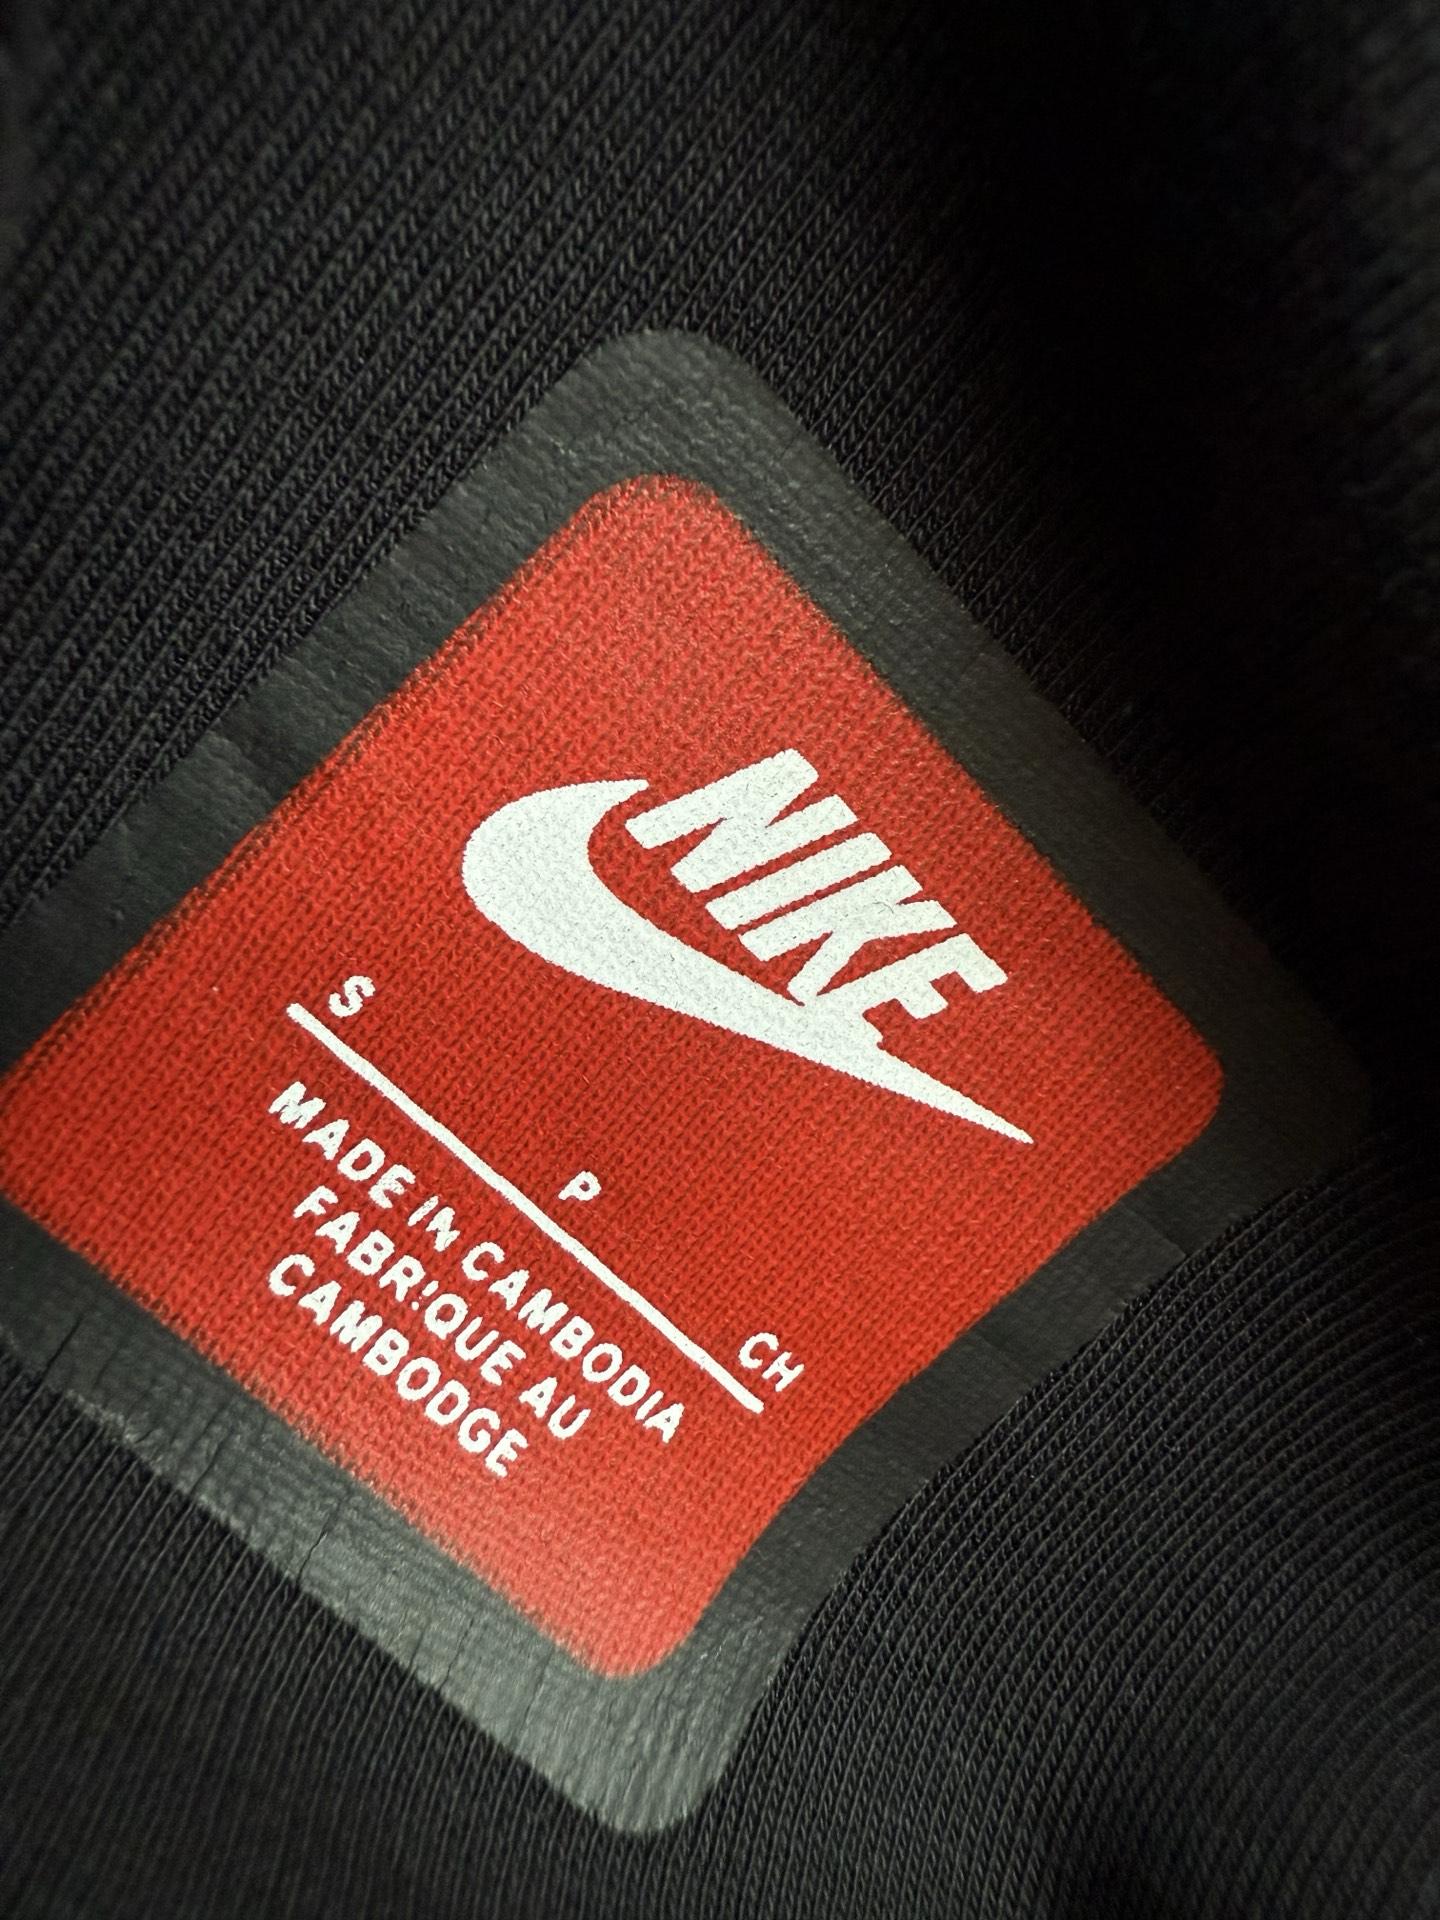 NIKE
S P CH
MADE IN CAMBODIA
FABRIQUE AU
CAMBODGE